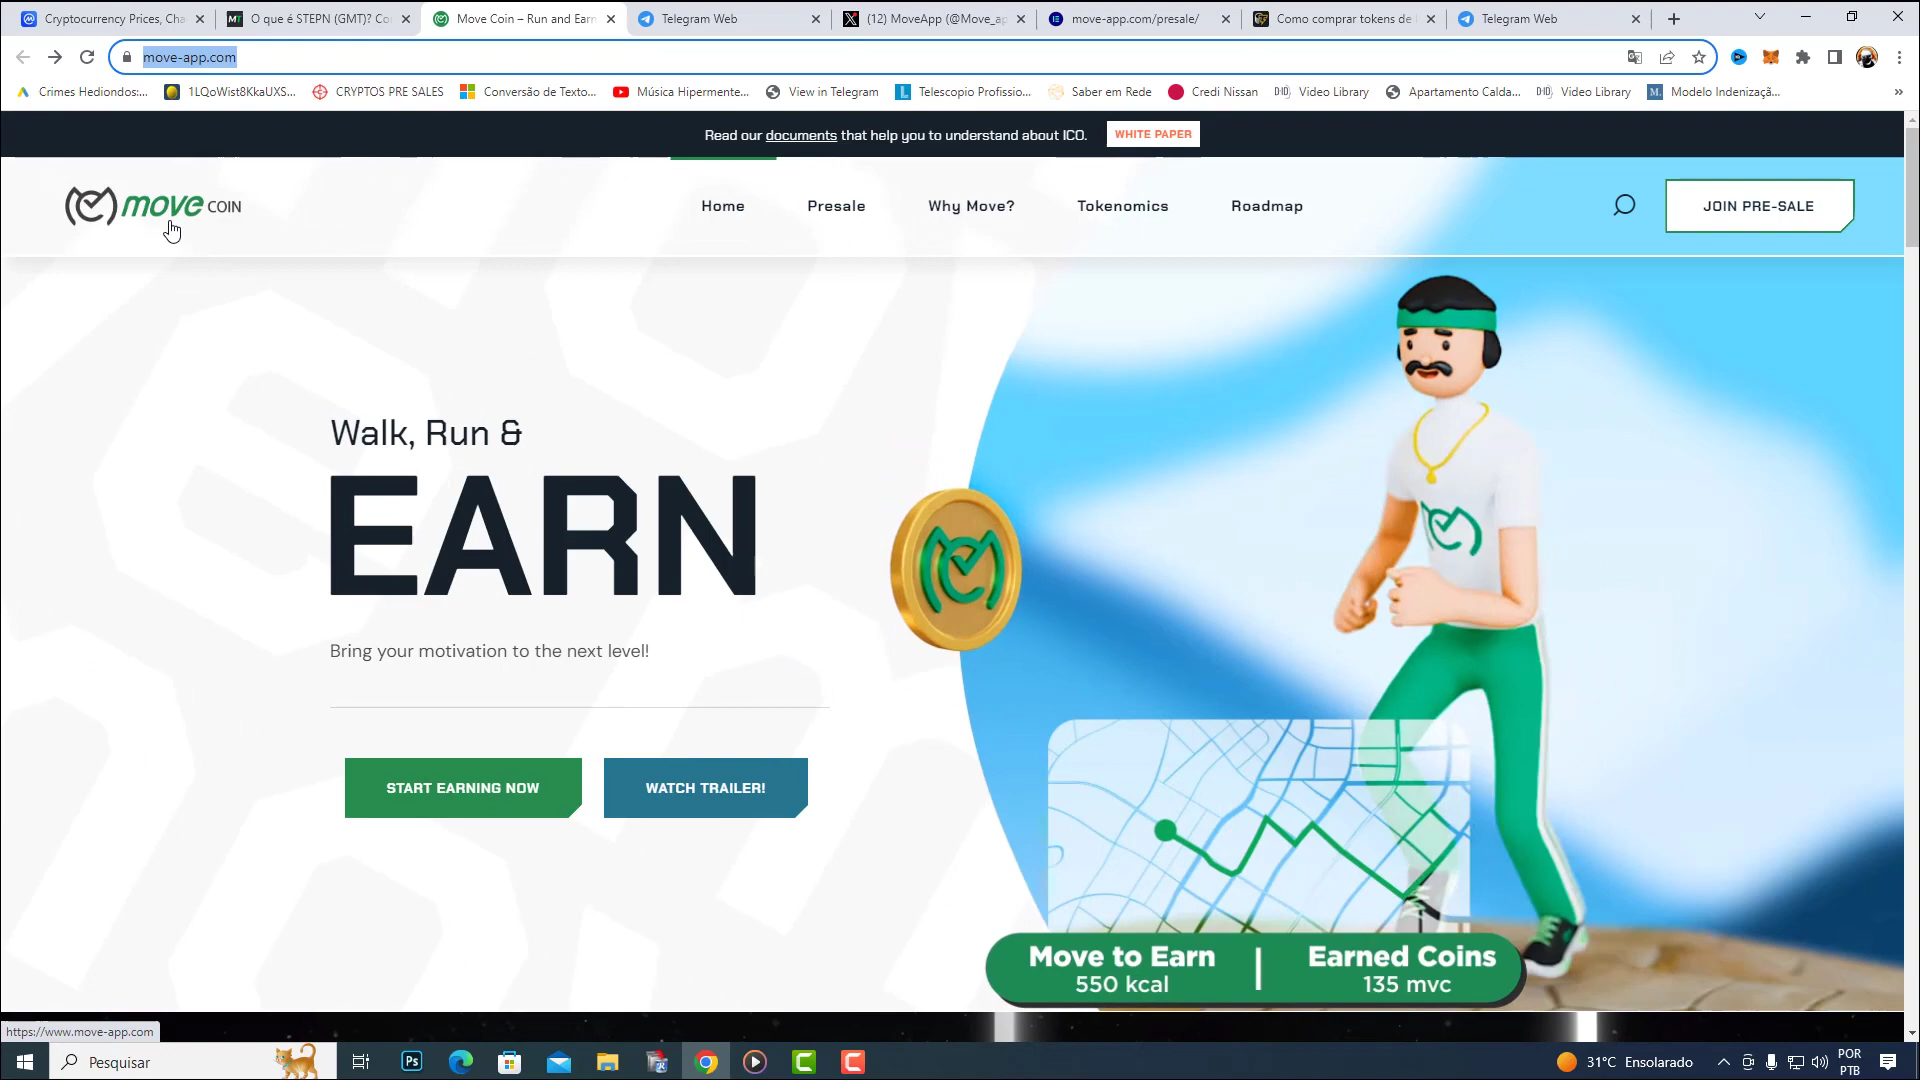 Cryptocurrency Prices, Cha
O que é STEPN (GMT)? Co
Move Coin – Run and Earn
Telegram Web
(12) MoveApp (@Move_ap
move-app.com/presale/
Como comprar tokens de
Telegram Web
move-app.com
Crimes Hediondos:...
1LQoWist8KkaUXS...
CRYPTOS PRE SALES
Conversão de Texto...
Música Hipermente...
View in Telegram
Telescopio Profissio...
Saber em Rede
Credi Nissan
Video Library
Apartamento Calda...
Video Library
Modelo Indenizaçã...
»
Read our documents that help you to understand about ICO.
WHITE PAPER
move COIN
Home
Presale
Why Move?
Tokenomics
Roadmap
JOIN PRE-SALE
Walk, Run &
EARN
Bring your motivation to the next level!
START EARNING NOW
WATCH TRAILER!
Move to Earn
550 kcal
Earned Coins
135 mvc
https://www.move-app.com
Pesquisar
Ps
31°C Ensolarado
POR
PTB